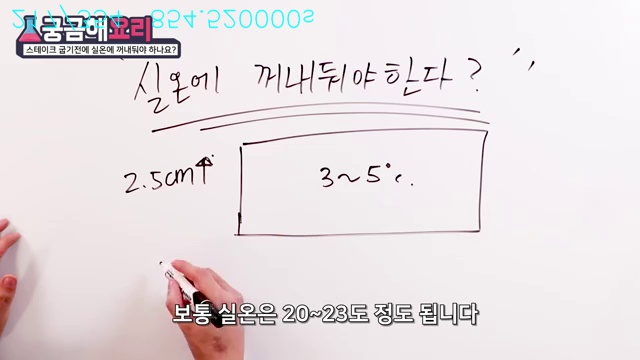 궁금해요리
스테이크 굽기전에 실온에 꺼내둬야 하나요?
실온에 꺼내둬야한다?
2.5cm↑
3~5℃.
보통 실온은 20~23도 정도 됩니다